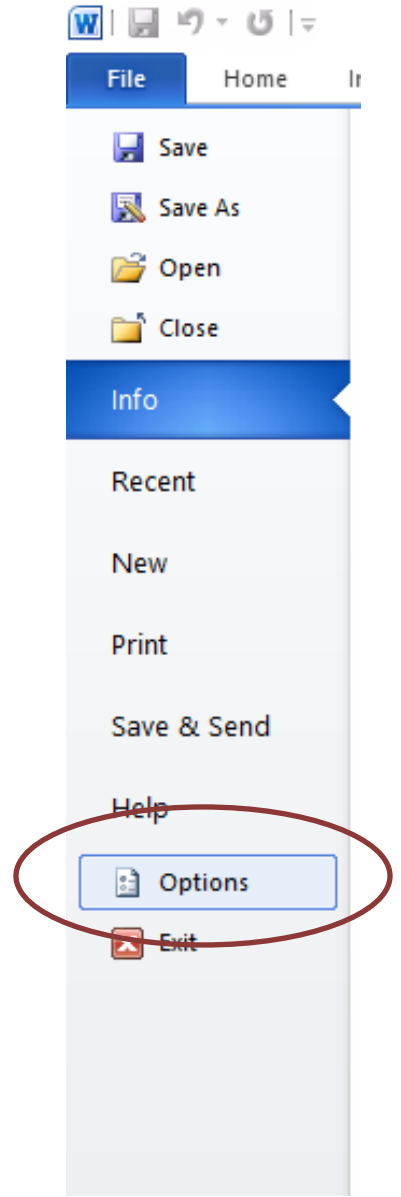 W
File Home
Save
Save As
Open
Close
Info
Recent
New
Print
Save & Send
Help
Options
Exit